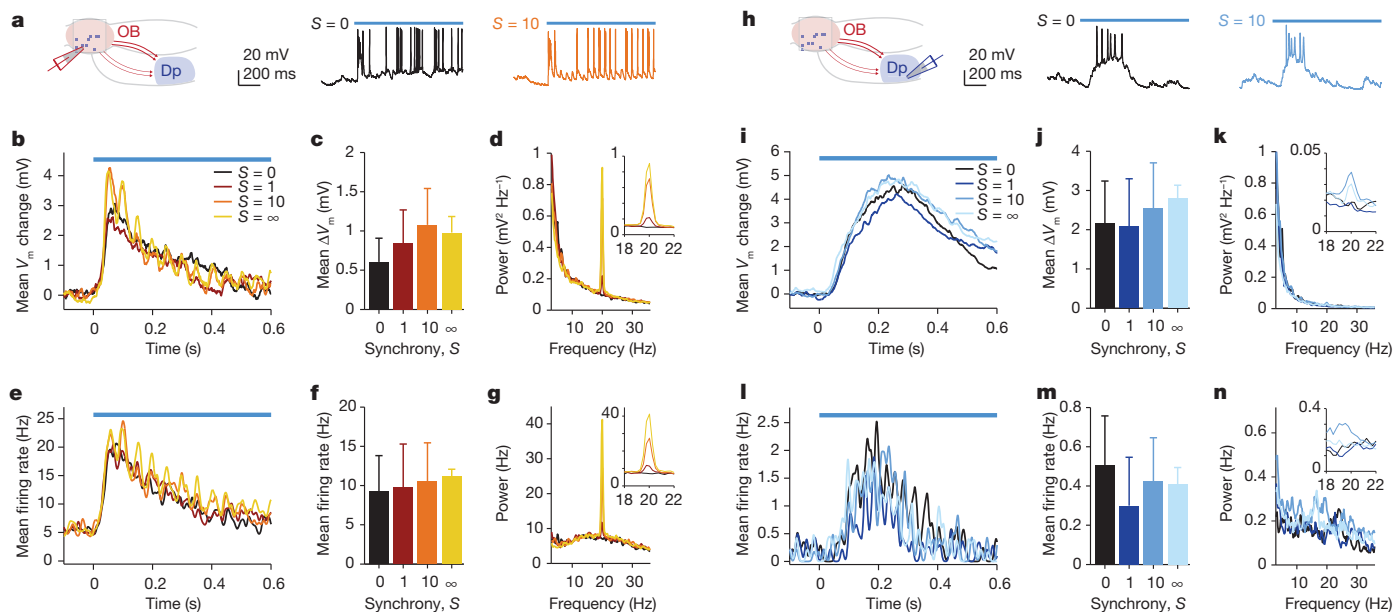 a
OB
Dp
20 mV
200 ms
S = 0
S = 10
b
Mean Vm change (mV)
4
3
2
1
0
S = 0
S = 1
S = 10
S = ∞
0 0.2 0.4 0.6
Time (s)
c
Mean ΔVm (mV)
2
1.5
1
0.5
0
0 1 10 ∞
Synchrony, S
d
Power (mV² Hz⁻¹)
1
0.8
0.6
0.4
0.2
0
10 20 30
Frequency (Hz)
1
0
18 20 22
e
Mean firing rate (Hz)
25
20
15
10
5
0
0 0.2 0.4 0.6
Time (s)
f
Mean firing rate (Hz)
20
15
10
5
0
0 1 10 ∞
Synchrony, S
g
Power (Hz)
40
30
20
10
0
10 20 30
Frequency (Hz)
40
0
18 20 22
h
OB
Dp
20 mV
200 ms
S = 0
S = 10
i
Mean Vm change (mV)
6
5
4
3
2
1
0
S = 0
S = 1
S = 10
S = ∞
0 0.2 0.4 0.6
Time (s)
j
Mean ΔVm (mV)
4
3
2
1
0
0 1 10 ∞
Synchrony, S
k
Power (mV² Hz⁻¹)
1
0.8
0.6
0.4
0.2
0
10 20 30
Frequency (Hz)
0.05
0
18 20 22
l
Mean firing rate (Hz)
2.5
2
1.5
1
0.5
0
0 0.2 0.4 0.6
Time (s)
m
Mean firing rate (Hz)
0.8
0.6
0.4
0.2
0
0 1 10 ∞
Synchrony, S
n
Power (Hz)
0.6
0.4
0.2
0
10 20 30
Frequency (Hz)
0.4
0
18 20 22